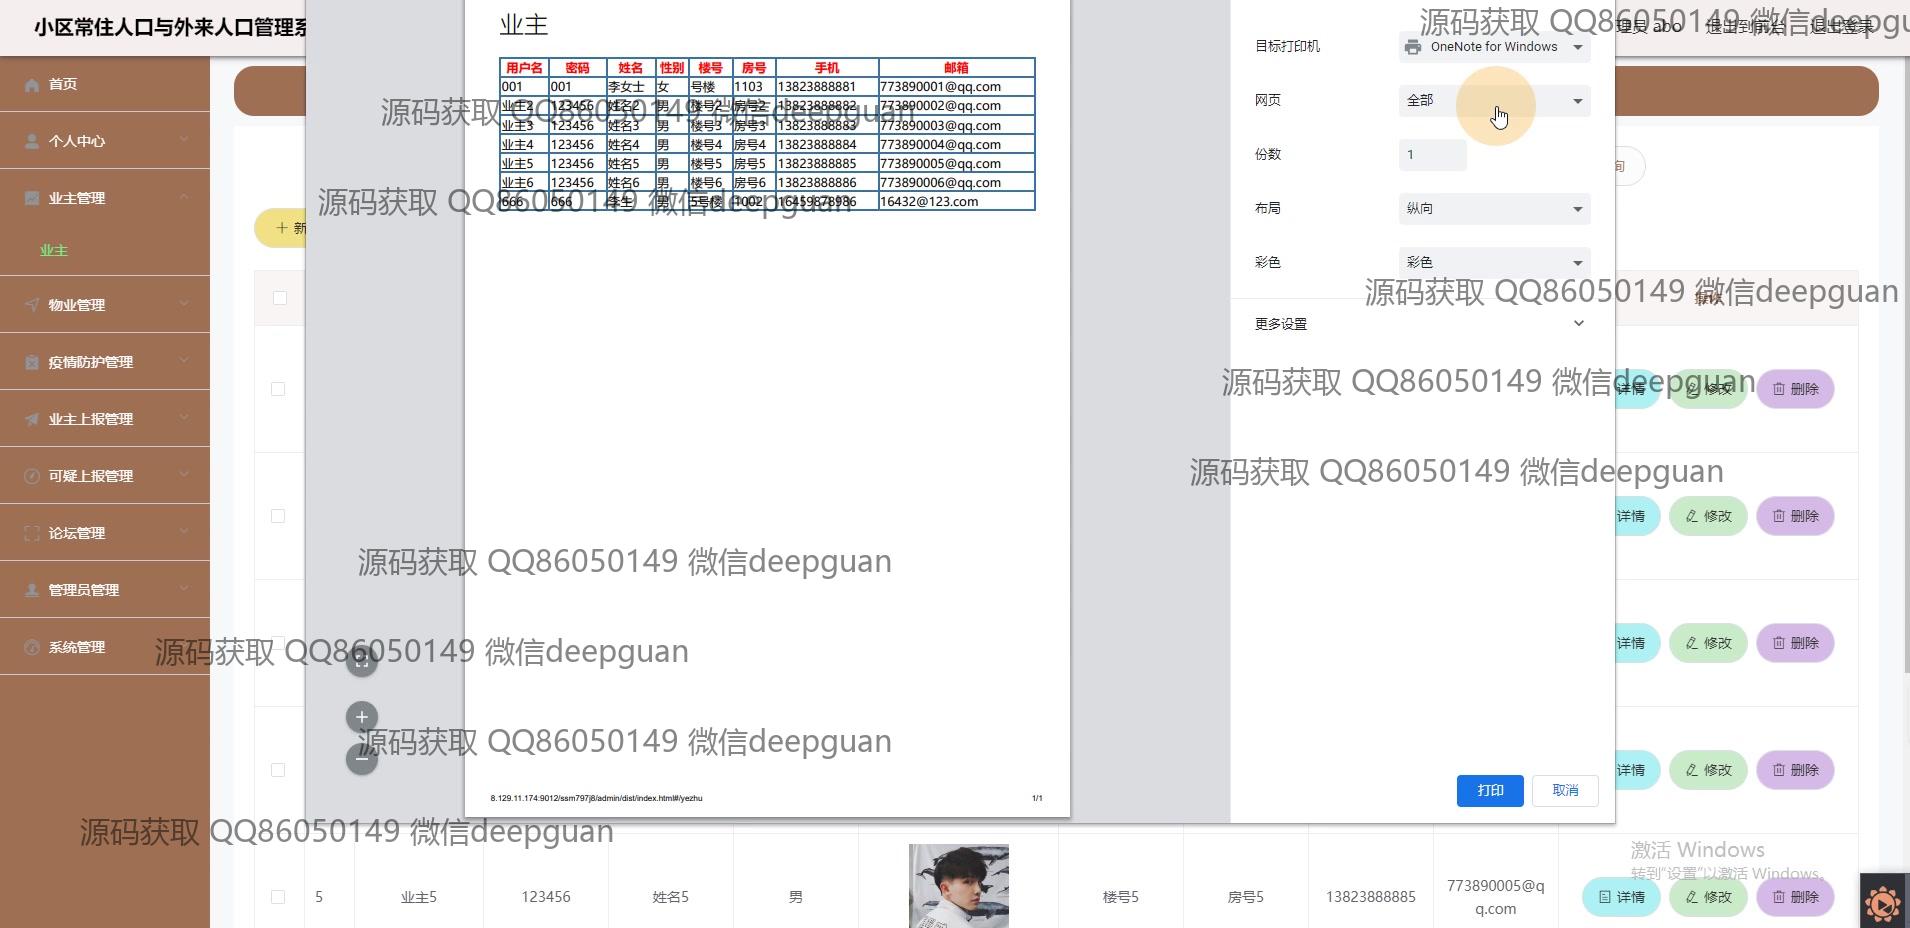 小区常住人口与外来人口管理系
理员 abo 退出到前台 退出登录
首页
个人中心
业主管理
业主
物业管理
疫情防护管理
业主上报管理
可疑上报管理
论坛管理
管理员管理
系统管理
新
业主
用户名 密码 姓名 性别 楼号 房号 手机 邮箱
001 001 李女士 女 号楼 1103 13823888881 773890001@qq.com
业主2 123456 姓名2 男 楼号2 房号2 13823888882 773890002@qq.com
业主3 123456 姓名3 男 楼号3 房号3 13823888883 773890003@qq.com
业主4 123456 姓名4 男 楼号4 房号4 13823888884 773890004@qq.com
业主5 123456 姓名5 男 楼号5 房号5 13823888885 773890005@qq.com
业主6 123456 姓名6 男 楼号6 房号6 13823888886 773890006@qq.com
666 666 李生 男 5号楼 1002 16459878986 16432@123.com
8.129.11.174:9012/ssm797j8/admin/dist/index.html#/yezhu 1/1
目标打印机 OneNote for Windows
网页 全部
份数 1
布局 纵向
彩色 彩色
更多设置
打印 取消
询
操作
详情 修改 删除
详情 修改 删除
详情 修改 删除
详情 修改 删除
5 业主5 123456 姓名5 男 楼号5 房号5 13823888885 773890005@q
q.com 详情 修改 删除
激活 Windows
转到"设置"以激活 Windows。
源码获取 QQ86050149 微信deepgu
源码获取 QQ86050149 微信deepguan
源码获取 QQ86050149 微信deepguan
源码获取 QQ86050149 微信deepguan
源码获取 QQ86050149 微信deepguan
源码获取 QQ86050149 微信deepguan
源码获取 QQ86050149 微信deepguan
源码获取 QQ86050149 微信deepguan
源码获取 QQ86050149 微信deepguan
源码获取 QQ86050149 微信deepguan